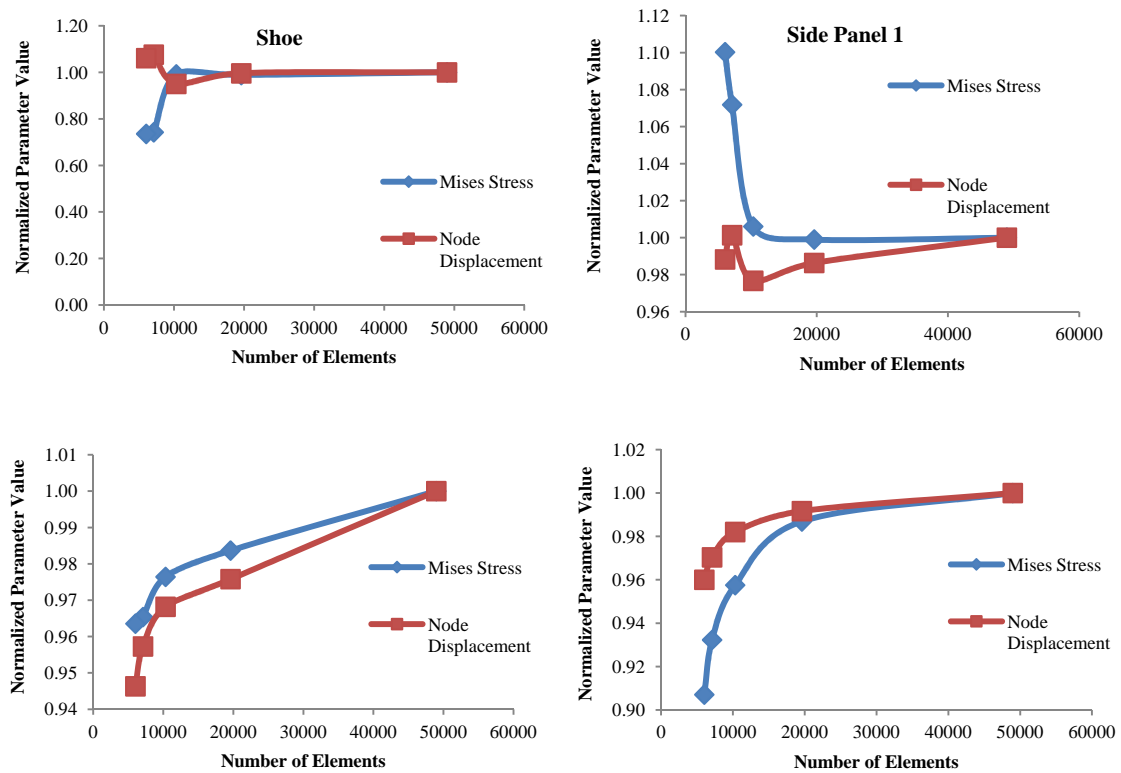 Shoe
Normalized Parameter Value
1.20
1.00
0.80
0.60
0.40
0.20
0.00
Mises Stress
Node
Displacement
0 10000 20000 30000 40000 50000 60000
Number of Elements
Side Panel 1
Normalized Parameter Value
1.12
1.10
1.08
1.06
1.04
1.02
1.00
0.98
0.96
Mises Stress
Node
Displacement
0 20000 40000 60000
Number of Elements
Normalized Parameter Value
1.01
1.00
0.99
0.98
0.97
0.96
0.95
0.94
Mises Stress
Node
Displacement
0 10000 20000 30000 40000 50000 60000
Number of Elements
Normalized Parameter Value
1.02
1.00
0.98
0.96
0.94
0.92
0.90
Mises Stress
Node
Displacement
0 10000 20000 30000 40000 50000 60000
Number of Elements